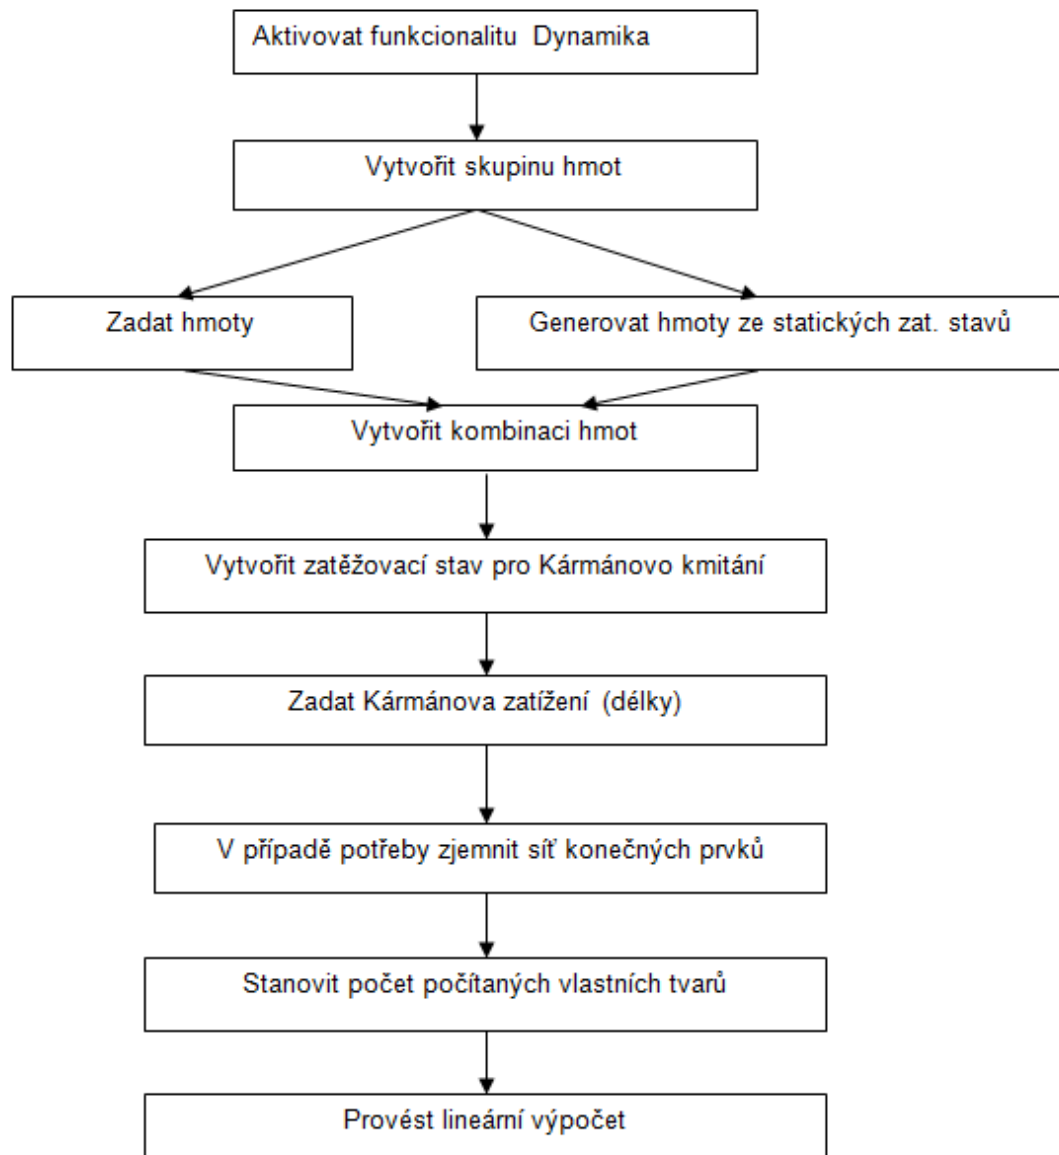 Aktivovat funkcionalitu Dynamika
Vytvořit skupinu hmot
Zadat hmoty
Generovat hmoty ze statických zat. stavů
Vytvořit kombinaci hmot
Vytvořit zatěžovací stav pro Kármánovo kmitání
Zadat Kármánova zatížení (délky)
V případě potřeby zjemnit síť konečných prvků
Stanovit počet počítaných vlastních tvarů
Provést lineární výpočet